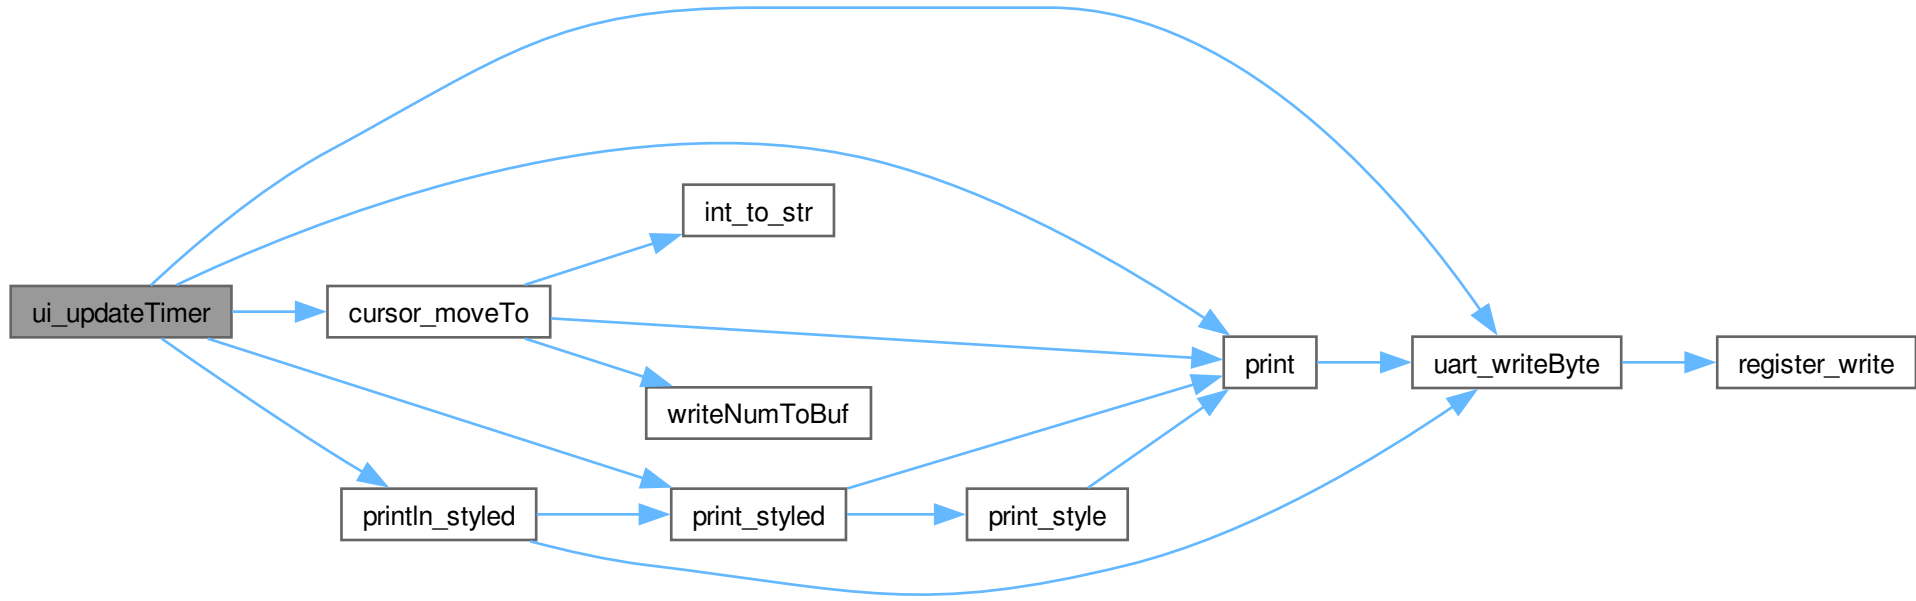 ui_updateTimer
cursor_moveTo
int_to_str
writeNumToBuf
println_styled
print_styled
print_style
print
uart_writeByte
register_write